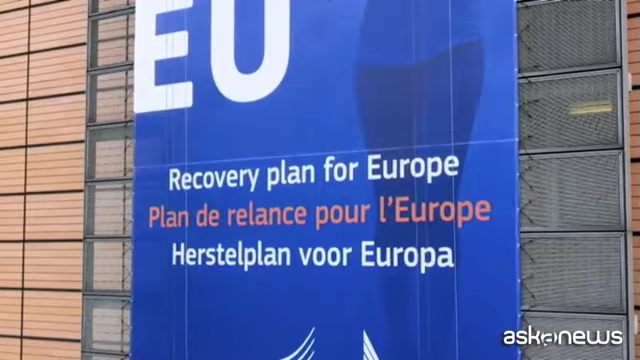 EU
Recovery plan for Europe
Plan de relance pour l'Europe
Herstelplan voor Europa
askanews